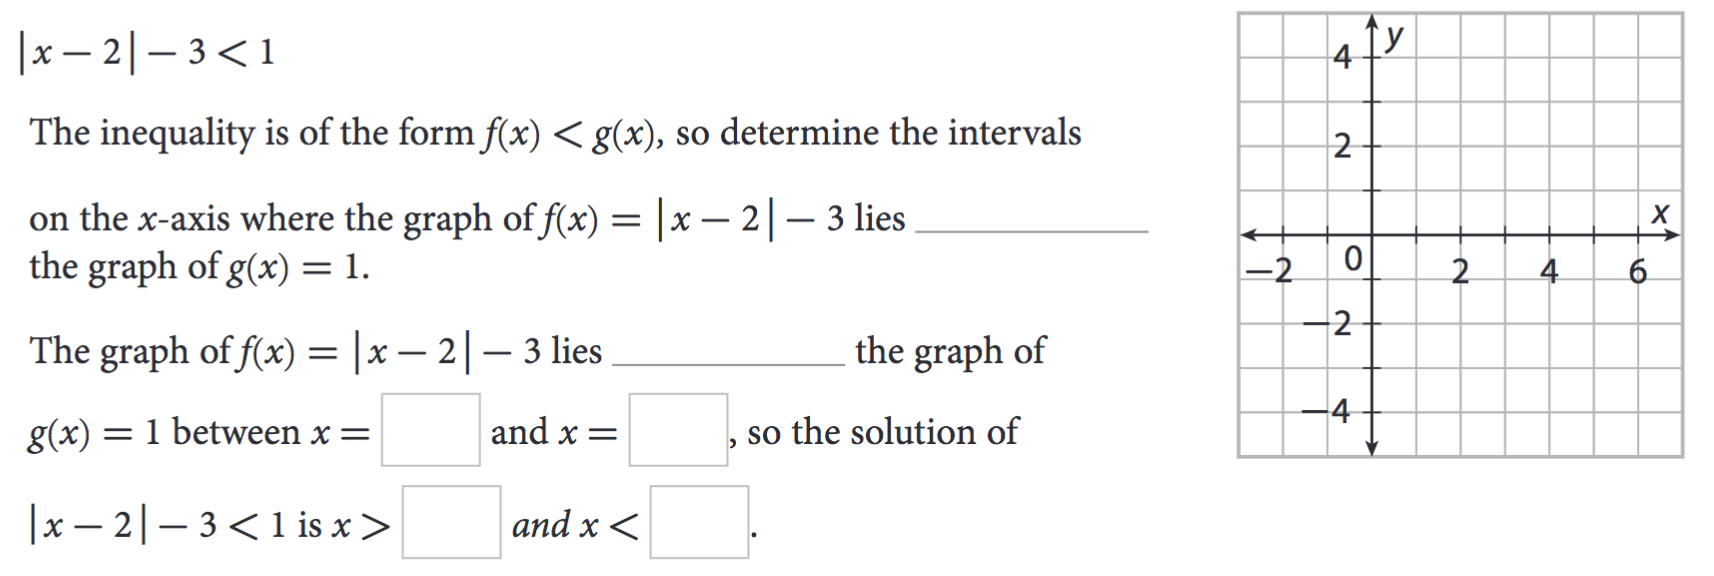 |x − 2| − 3 < 1
The inequality is of the form f(x) < g(x), so determine the intervals
on the x-axis where the graph of f(x) = |x − 2| − 3 lies ____________
the graph of g(x) = 1.
The graph of f(x) = |x − 2| − 3 lies ____________ the graph of
g(x) = 1 between x = and x = , so the solution of
|x − 2| − 3 < 1 is x > and x < .
y
4
2
x
−2 0 2 4 6
−2
−4